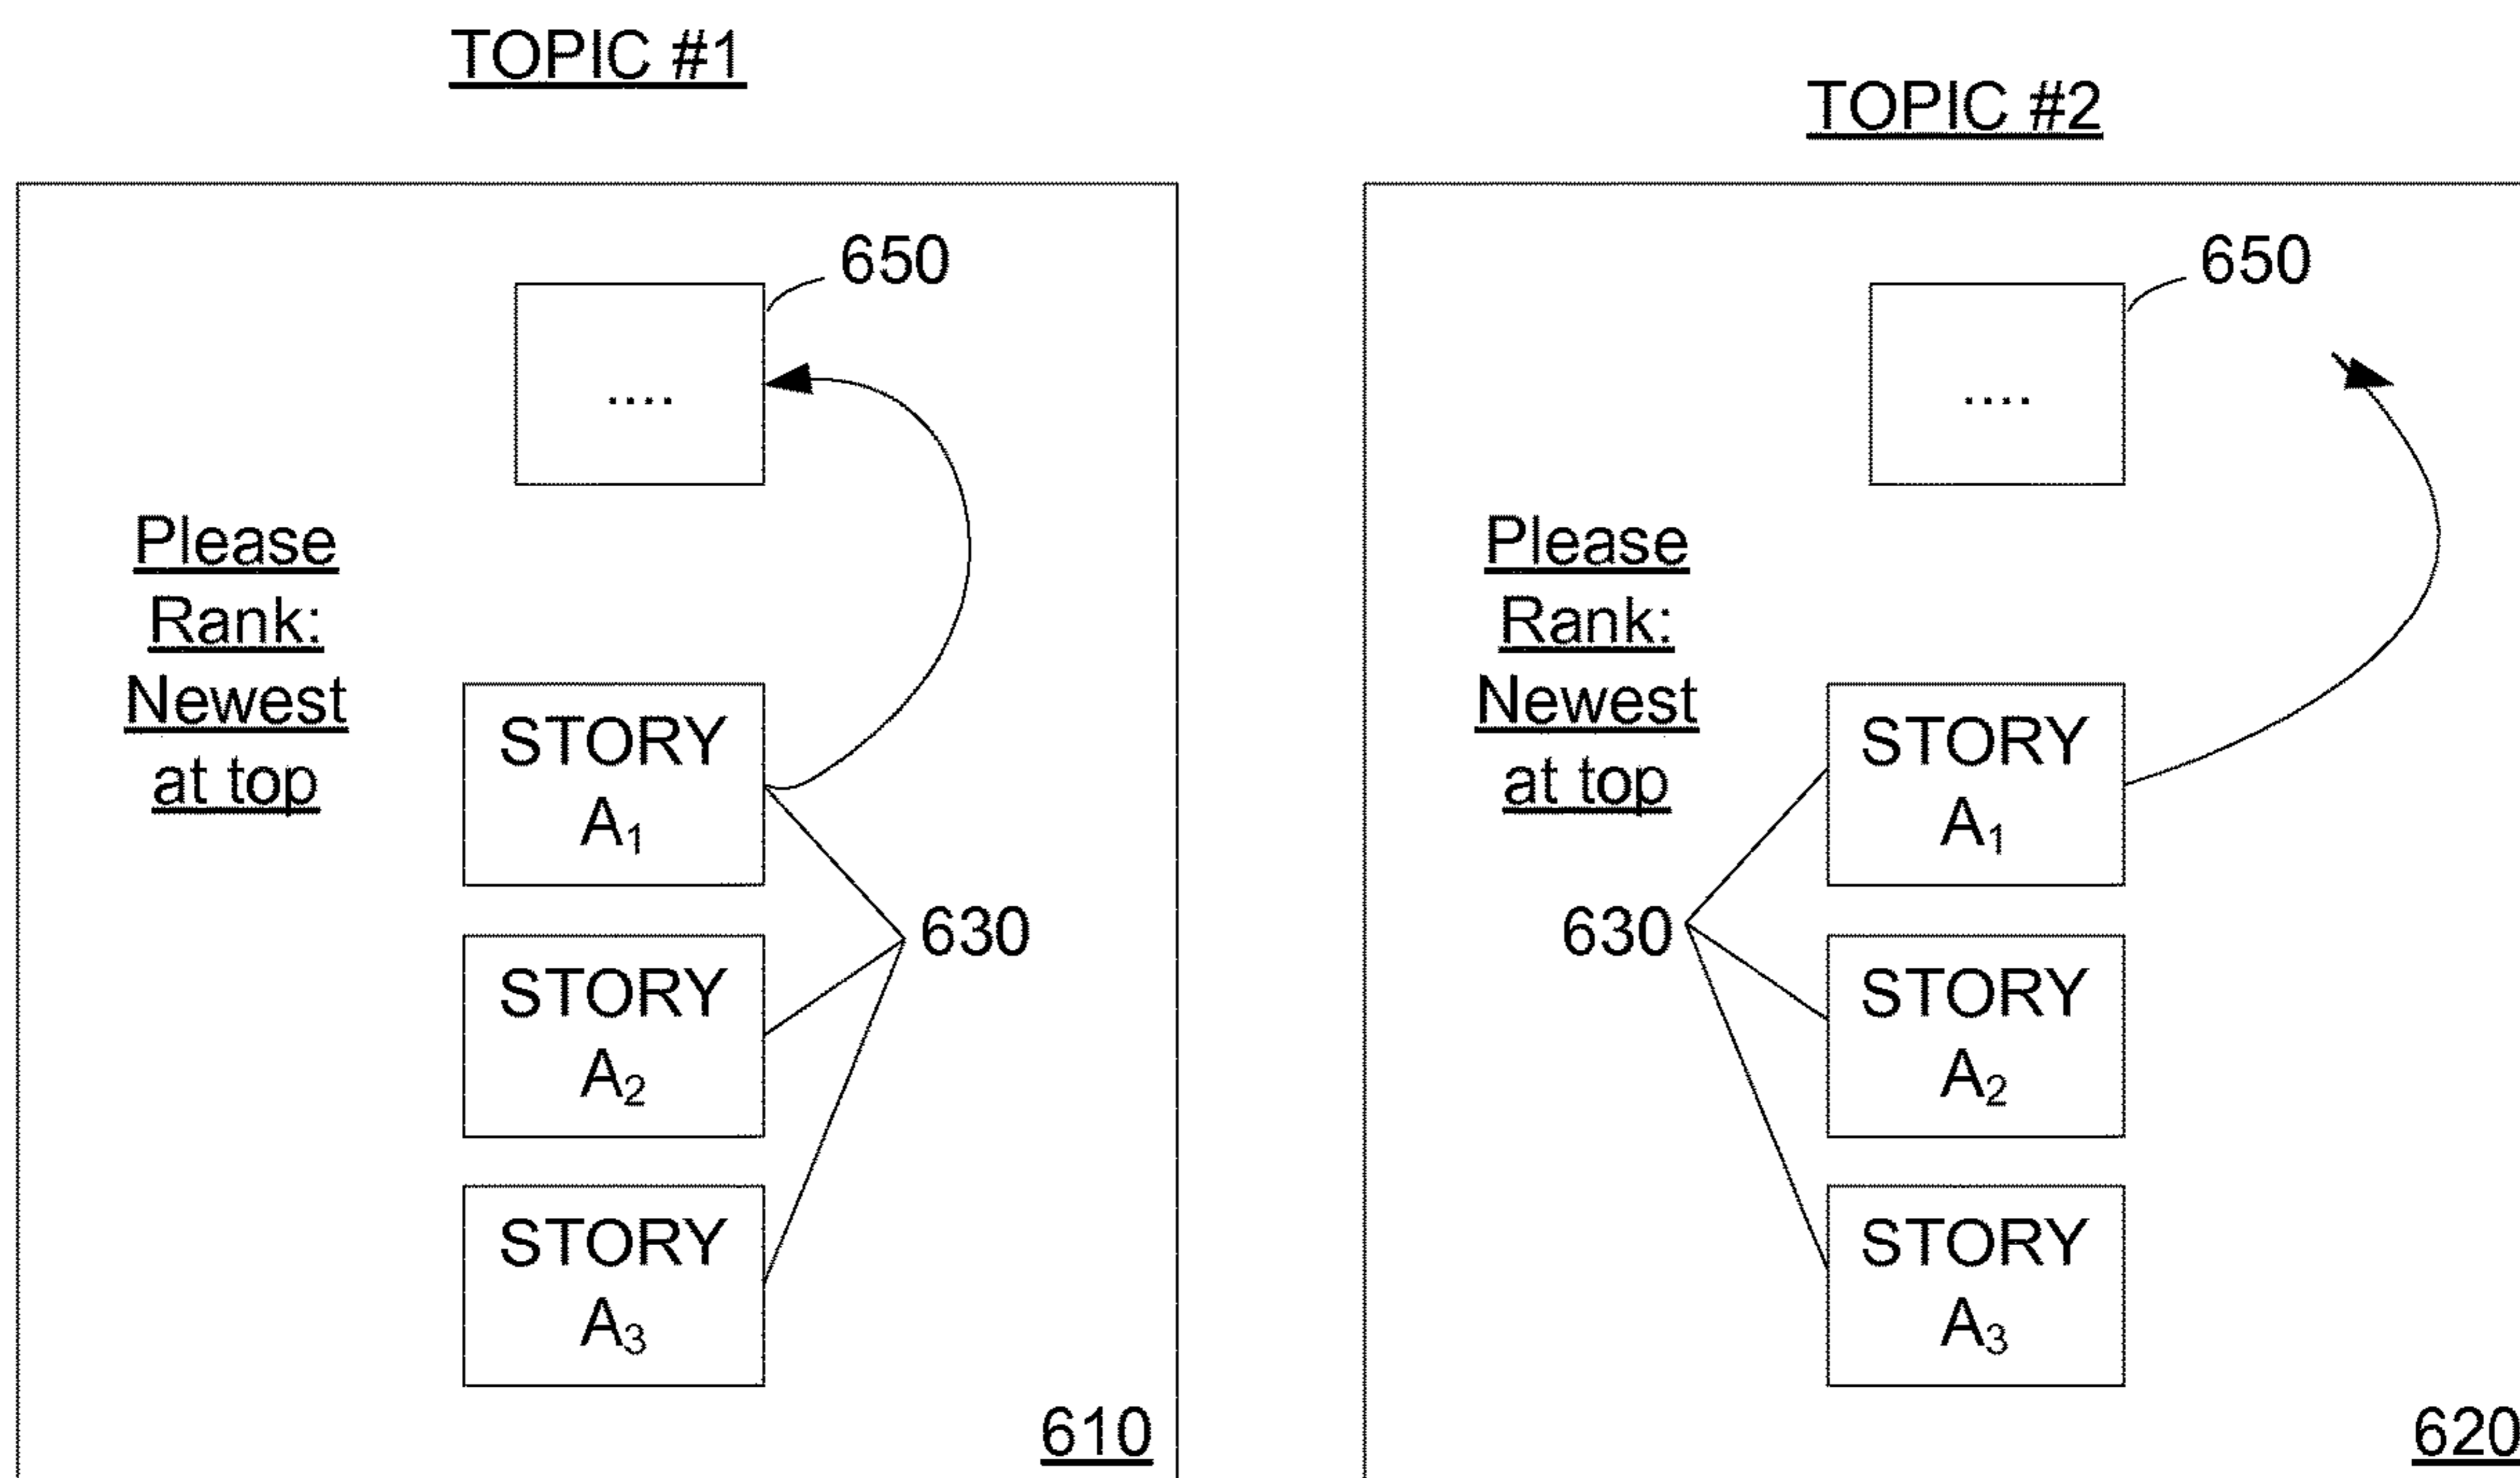 TOPIC #1
650
....
Please
Rank:
Newest
at top
STORY
A₁
630
STORY
A₂
STORY
A₃
610
TOPIC #2
650
....
Please
Rank:
Newest
at top
STORY
A₁
630
STORY
A₂
STORY
A₃
620